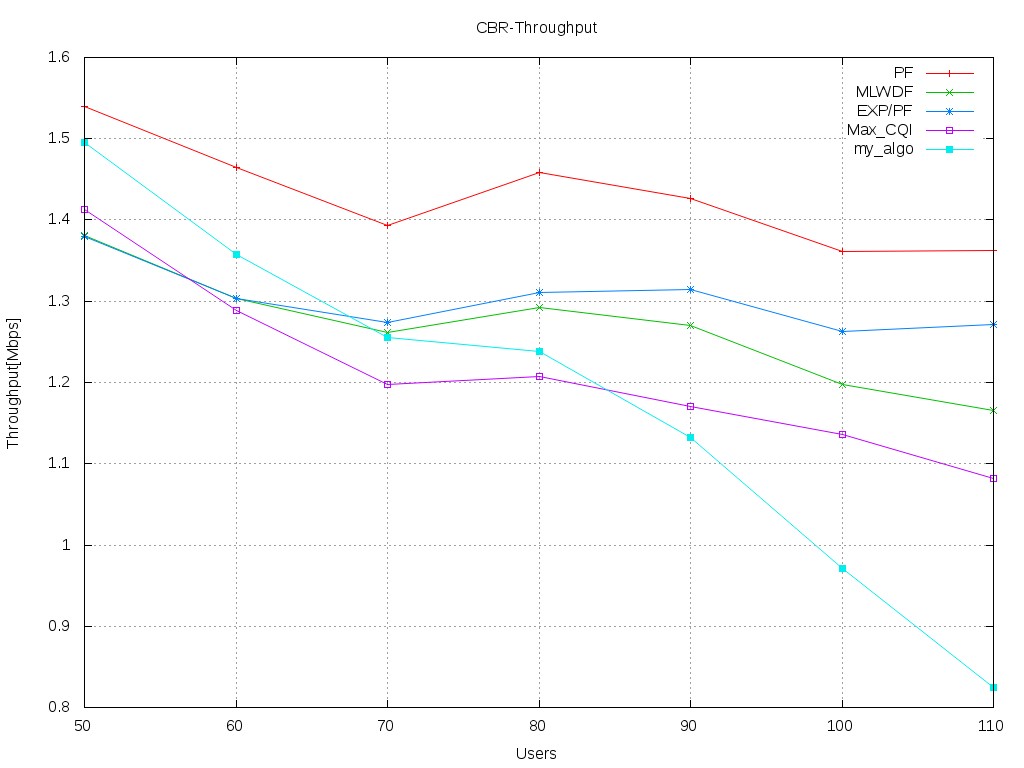 CBR-Throughput
1.6
1.5
1.4
1.3
1.2
1.1
1
0.9
0.8
Throughput[Mbps]
PF
MLWDF
EXP/PF
Max_CQI
my_algo
50 60 70 80 90 100 110
Users